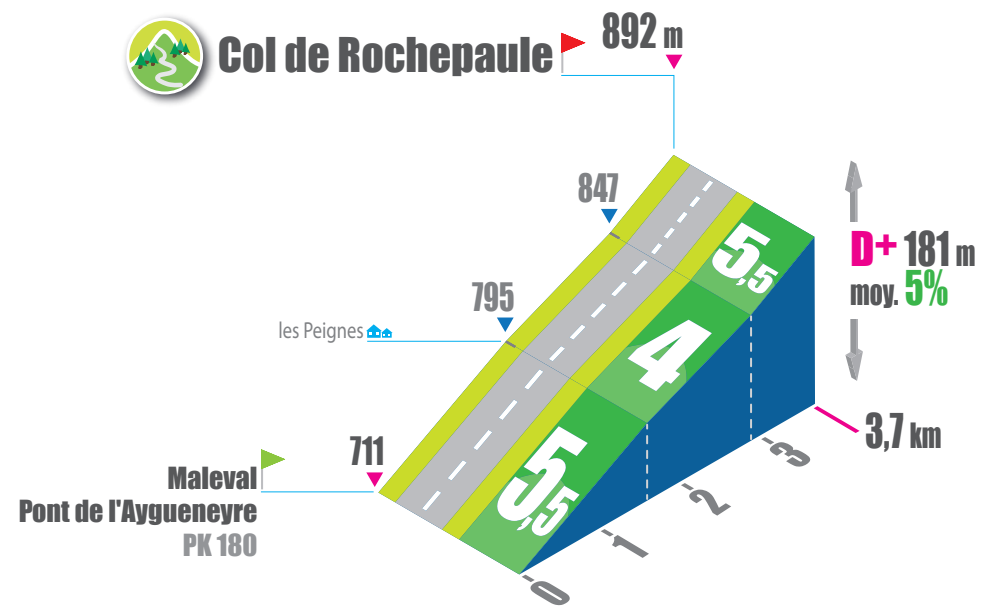 Col de Rochepaule
892 m
847
795
les Peignes
711
Maleval
Pont de l'Aygueneyre
PK 180
5,5
4
5,5
D+ 181 m
moy. 5%
3,7 km
0
1
2
3